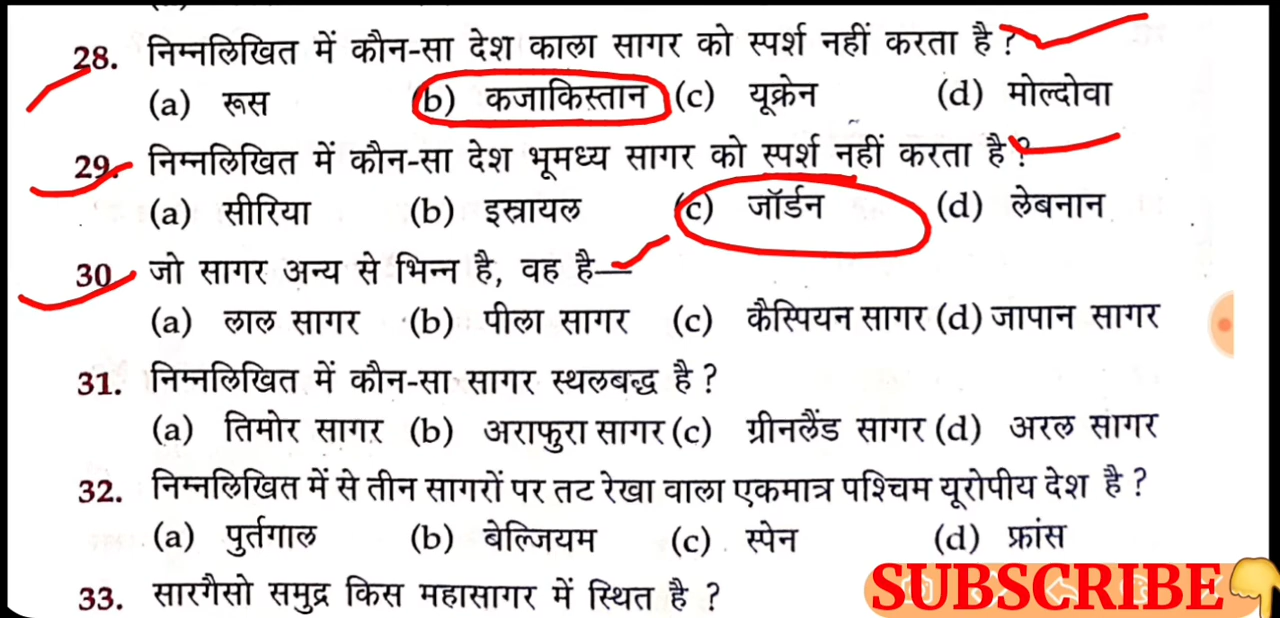 28. निम्नलिखित में कौन-सा देश काला सागर को स्पर्श नहीं करता है ?
(a) रूस (b) कजाकिस्तान (c) यूक्रेन (d) मोल्दोवा
29. निम्नलिखित में कौन-सा देश भूमध्य सागर को स्पर्श नहीं करता है ?
(a) सीरिया (b) इस्रायल (c) जॉर्डन (d) लेबनान
30. जो सागर अन्य से भिन्न है, वह है—
(a) लाल सागर (b) पीला सागर (c) कैस्पियन सागर (d) जापान सागर
31. निम्नलिखित में कौन-सा सागर स्थलबद्ध है ?
(a) तिमोर सागर (b) अराफुरा सागर (c) ग्रीनलैंड सागर (d) अरल सागर
32. निम्नलिखित में से तीन सागरों पर तट रेखा वाला एकमात्र पश्चिम यूरोपीय देश है ?
(a) पुर्तगाल (b) बेल्जियम (c) स्पेन (d) फ्रांस
33. सारगैसो समुद्र किस महासागर में स्थित है ?
SUBSCRIBE